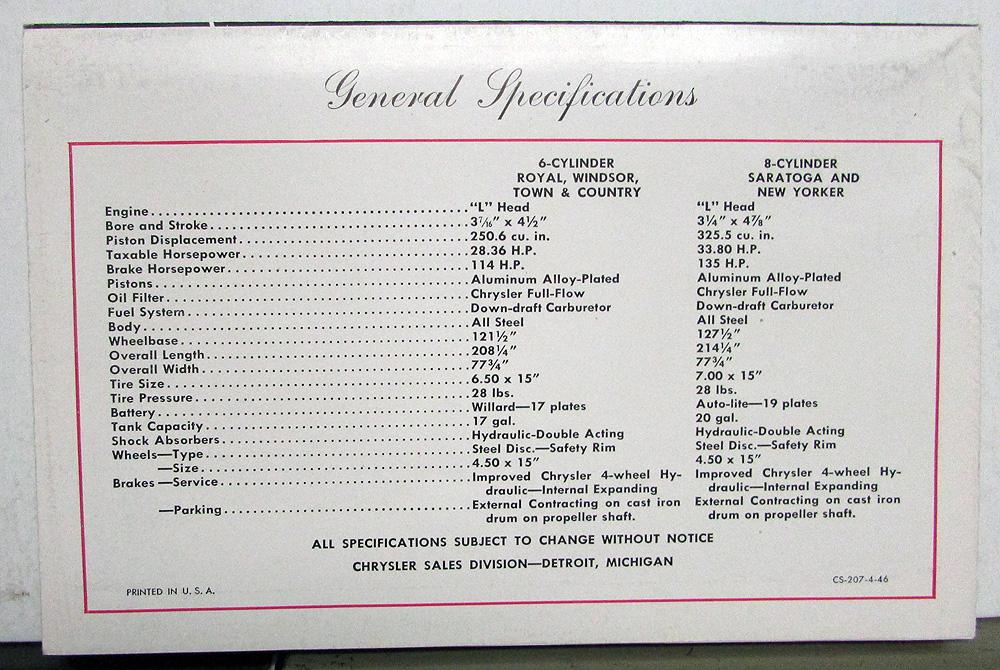 General Specifications
6-CYLINDER ROYAL, WINDSOR, TOWN & COUNTRY
8-CYLINDER SARATOGA AND NEW YORKER
Engine "L" Head "L" Head
Bore and Stroke 3⁷⁄₁₆" x 4½" 3¼" x 4⅞"
Piston Displacement 250.6 cu. in. 325.5 cu. in.
Taxable Horsepower 28.36 H.P. 33.80 H.P.
Brake Horsepower 114 H.P. 135 H.P.
Pistons Aluminum Alloy-Plated Aluminum Alloy-Plated
Oil Filter Chrysler Full-Flow Chrysler Full-Flow
Fuel System Down-draft Carburetor Down-draft Carburetor
Body All Steel All Steel
Wheelbase 121½" 127½"
Overall Length 208¼" 214¼"
Overall Width 77¾" 77¾"
Tire Size 6.50 x 15" 7.00 x 15"
Tire Pressure 28 lbs. 28 lbs.
Battery Willard—17 plates Auto-lite—19 plates
Tank Capacity 17 gal. 20 gal.
Shock Absorbers Hydraulic-Double Acting Hydraulic-Double Acting
Wheels—Type Steel Disc.—Safety Rim Steel Disc.—Safety Rim
—Size 4.50 x 15" 4.50 x 15"
Brakes—Service Improved Chrysler 4-wheel Hy- Improved Chrysler 4-wheel Hy-
draulic—Internal Expanding draulic—Internal Expanding
—Parking External Contracting on cast iron External Contracting on cast iron
drum on propeller shaft. drum on propeller shaft.
ALL SPECIFICATIONS SUBJECT TO CHANGE WITHOUT NOTICE
CHRYSLER SALES DIVISION—DETROIT, MICHIGAN
PRINTED IN U. S. A. CS-207-4-46